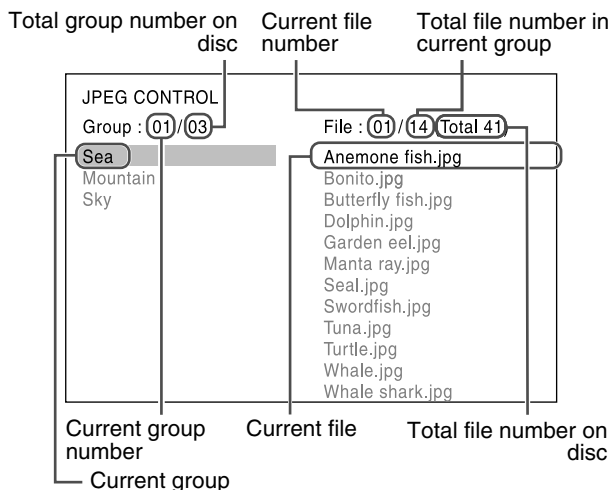 Total group number on
disc
Current file
number
Total file number in
current group
JPEG CONTROL
Group : 01/03
File : 01/14 (Total 41)
Sea
Mountain
Sky
Anemone fish.jpg
Bonito.jpg
Butterfly fish.jpg
Dolphin.jpg
Garden eel.jpg
Manta ray.jpg
Seal.jpg
Swordfish.jpg
Tuna.jpg
Turtle.jpg
Whale.jpg
Whale shark.jpg
Current group
number
Current file
Total file number on
disc
Current group